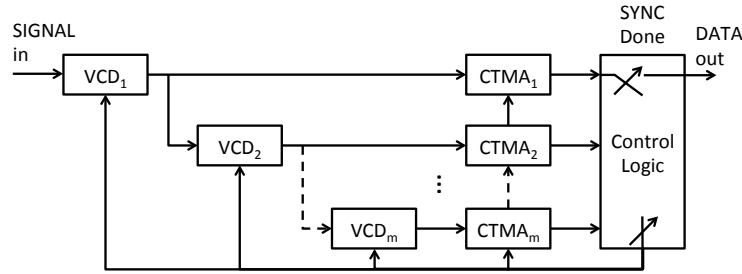 SIGNAL
in
SYNC
Done
DATA
out
VCD₁
CTMA₁
VCD₂
CTMA₂
Control
Logic
...
VCDₘ
CTMAₘ